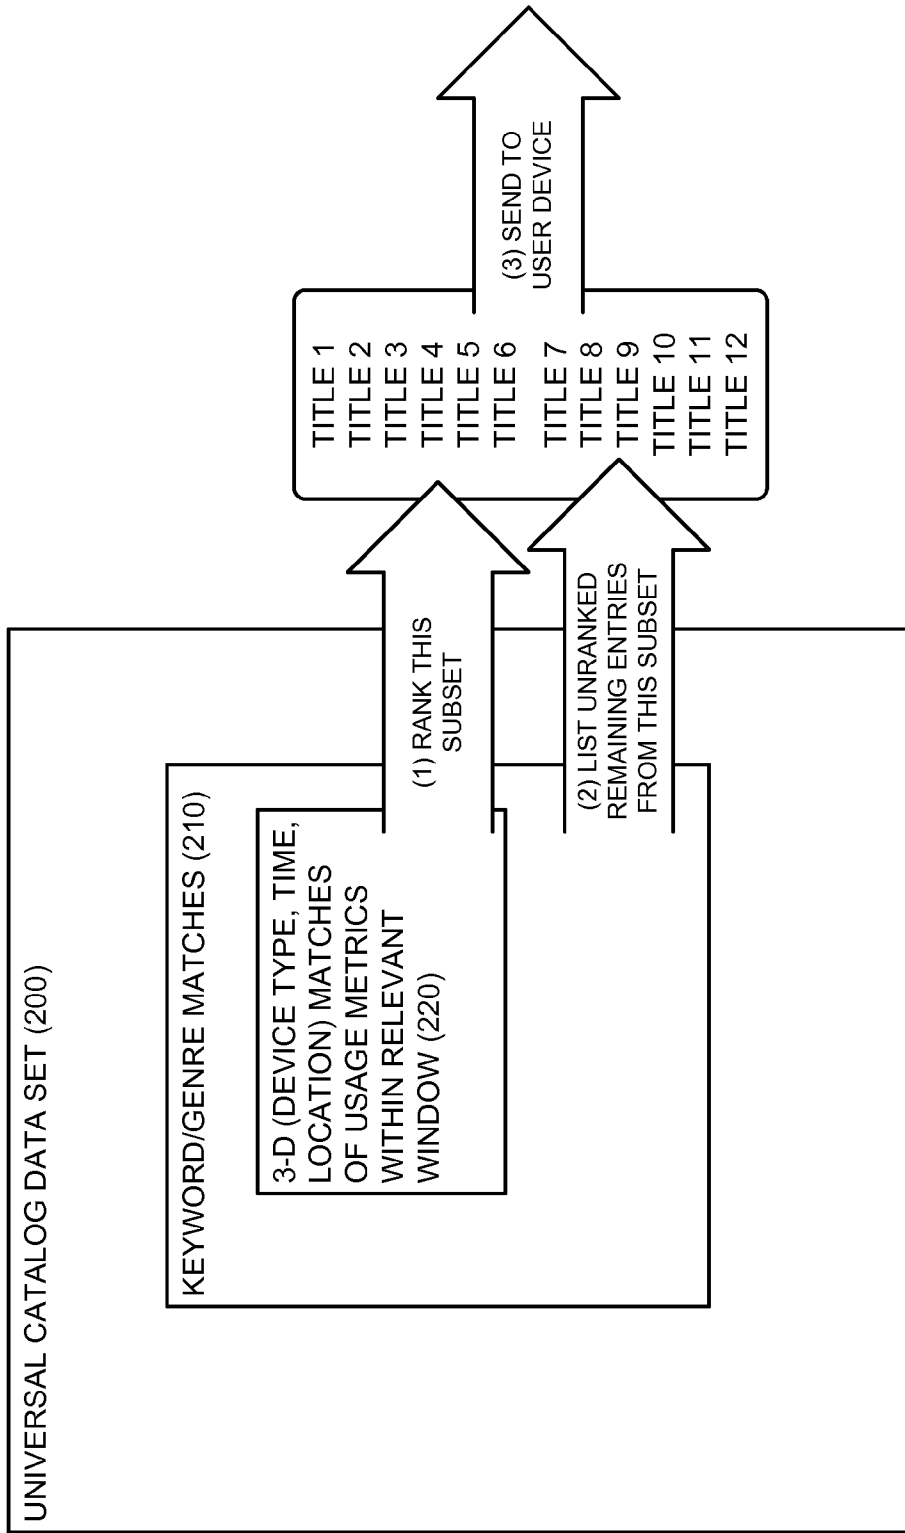 UNIVERSAL CATALOG DATA SET (200)
KEYWORD/GENRE MATCHES (210)
3-D (DEVICE TYPE, TIME,
LOCATION) MATCHES
OF USAGE METRICS
WITHIN RELEVANT
WINDOW (220)
(1) RANK THIS
SUBSET
(2) LIST UNRANKED
REMAINING ENTRIES
FROM THIS SUBSET
TITLE 1
TITLE 2
TITLE 3
TITLE 4
TITLE 5
TITLE 6
TITLE 7
TITLE 8
TITLE 9
TITLE 10
TITLE 11
TITLE 12
(3) SEND TO
USER DEVICE